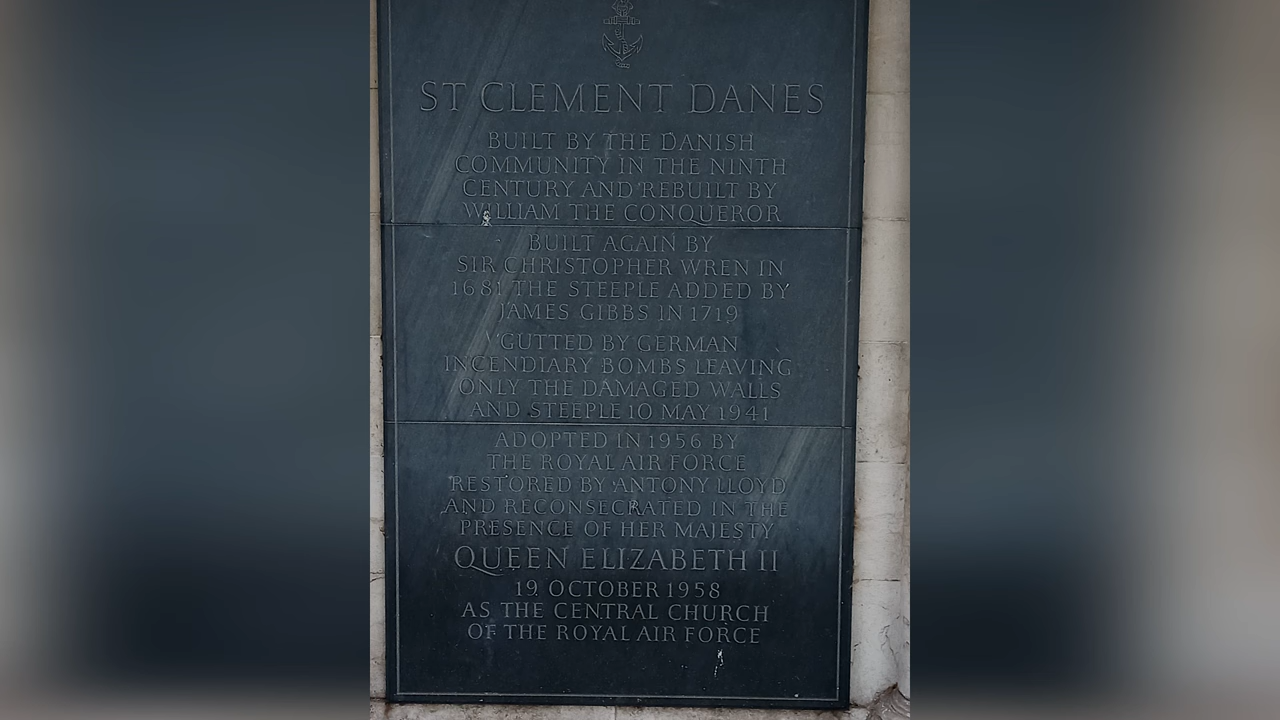 ST CLEMENT DANES
BUILT BY THE DANISH
COMMUNITY IN THE NINTH
CENTURY AND REBUILT BY
WILLIAM THE CONQUEROR
BUILT AGAIN BY
SIR CHRISTOPHER WREN IN
1681 THE STEEPLE ADDED BY
JAMES GIBBS IN 1719
GUTTED BY GERMAN
INCENDIARY BOMBS LEAVING
ONLY THE DAMAGED WALLS
AND STEEPLE 10 MAY 1941
ADOPTED IN 1956 BY
THE ROYAL AIR FORCE
RESTORED BY ANTONY LLOYD
AND RECONSECRATED IN THE
PRESENCE OF HER MAJESTY
QUEEN ELIZABETH II
19 OCTOBER 1958
AS THE CENTRAL CHURCH
OF THE ROYAL AIR FORCE